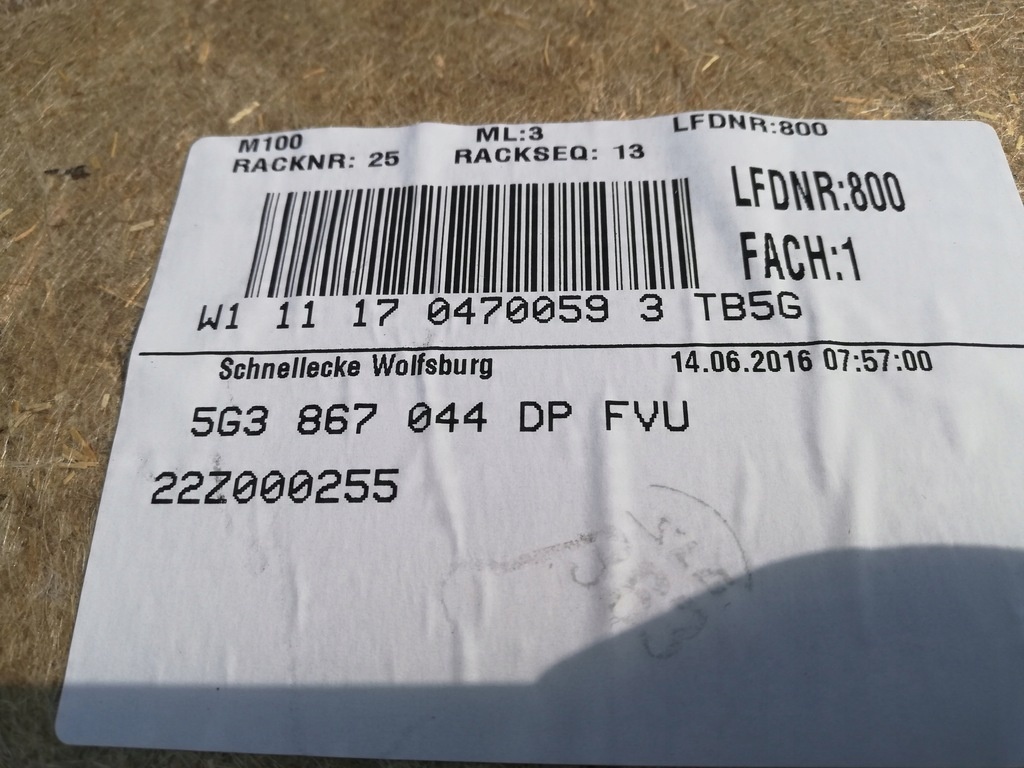 M100 ML:3 LFDNR:800
RACKNR: 25 RACKSEQ: 13
LFDNR:800
FACH:1
W1 11 17 0470059 3 TB5G
Schnellecke Wolfsburg 14.06.2016 07:57:00
5G3 867 044 DP FVU
22Z000255